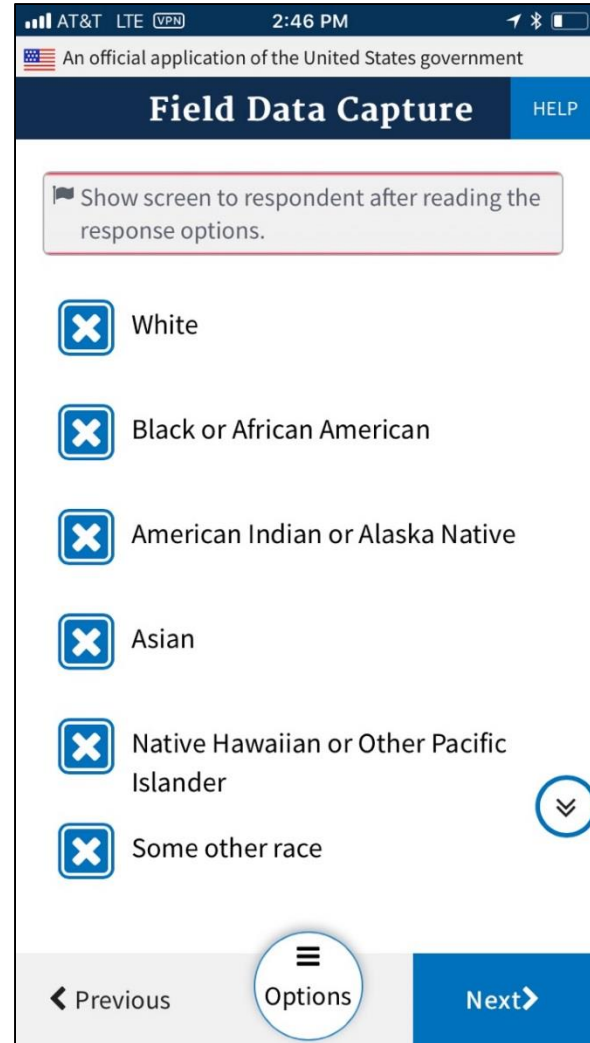 AT&T LTE VPN 2:46 PM
An official application of the United States government
Field Data Capture HELP
Show screen to respondent after reading the
response options.
White
Black or African American
American Indian or Alaska Native
Asian
Native Hawaiian or Other Pacific
Islander
Some other race
Previous Options Next